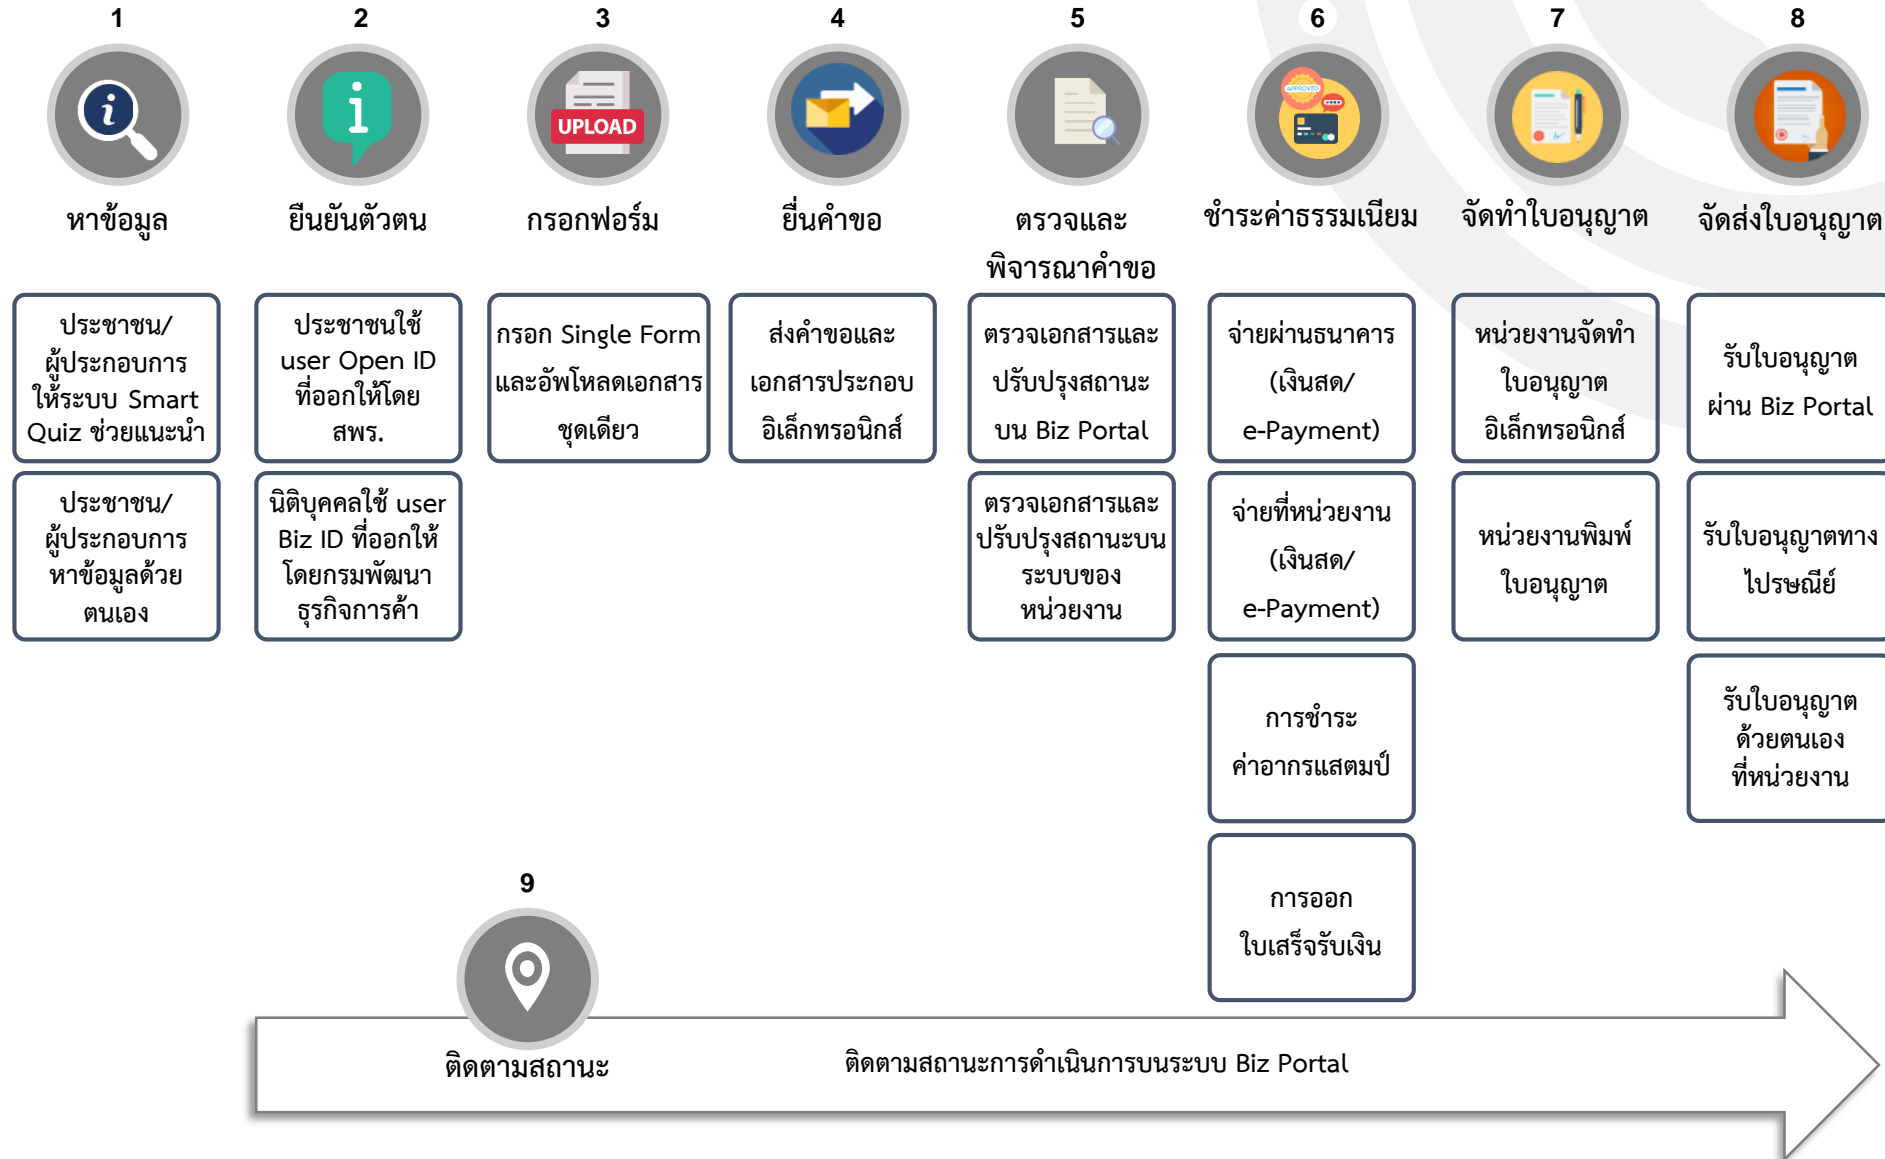 1
หาข้อมูล
ประชาชน/
ผู้ประกอบการ
ให้ระบบ Smart
Quiz ช่วยแนะนำ
ประชาชน/
ผู้ประกอบการ
หาข้อมูลด้วย
ตนเอง
2
ยืนยันตัวตน
ประชาชนใช้
user Open ID
ที่ออกให้โดย
สพร.
นิติบุคคลใช้ user
Biz ID ที่ออกให้
โดยกรมพัฒนา
ธุรกิจการค้า
3
UPLOAD
กรอกฟอร์ม
กรอก Single Form
และอัพโหลดเอกสาร
ชุดเดียว
4
ยื่นคำขอ
ส่งคำขอและ
เอกสารประกอบ
อิเล็กทรอนิกส์
5
ตรวจและ
พิจารณาคำขอ
ตรวจเอกสารและ
ปรับปรุงสถานะ
บน Biz Portal
ตรวจเอกสารและ
ปรับปรุงสถานะบน
ระบบของ
หน่วยงาน
6
APPROVED
ชำระค่าธรรมเนียม
จ่ายผ่านธนาคาร
(เงินสด/
e-Payment)
จ่ายที่หน่วยงาน
(เงินสด/
e-Payment)
การชำระ
ค่าอากรแสตมป์
การออก
ใบเสร็จรับเงิน
7
จัดทำใบอนุญาต
หน่วยงานจัดทำ
ใบอนุญาต
อิเล็กทรอนิกส์
หน่วยงานพิมพ์
ใบอนุญาต
8
จัดส่งใบอนุญาต
รับใบอนุญาต
ผ่าน Biz Portal
รับใบอนุญาตทาง
ไปรษณีย์
รับใบอนุญาต
ด้วยตนเอง
ที่หน่วยงาน
9
ติดตามสถานะ
ติดตามสถานะการดำเนินการบนระบบ Biz Portal